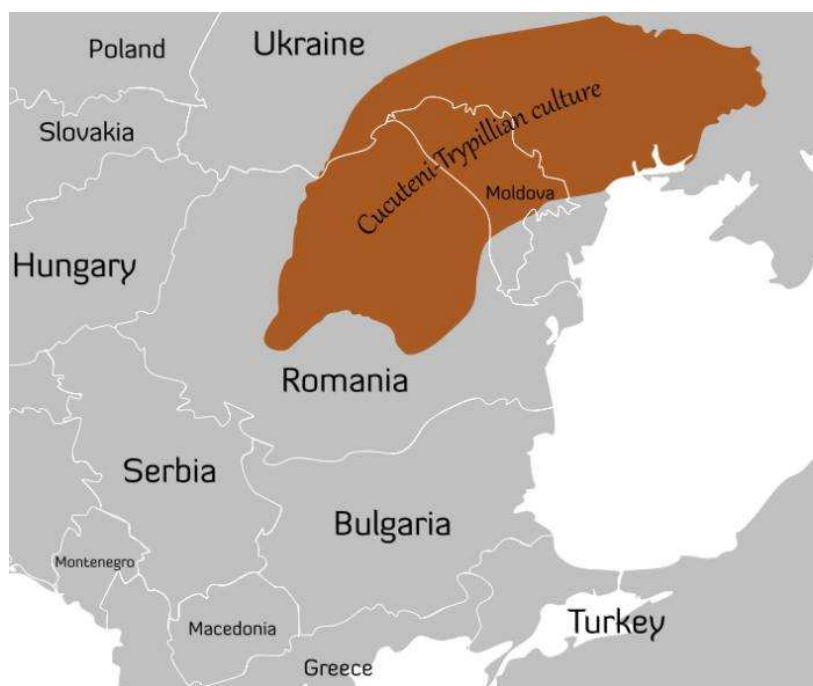 Poland
Ukraine
Slovakia
Cucuteni-Trypillian culture
Moldova
Hungary
Romania
Serbia
Bulgaria
Montenegro
Macedonia
Turkey
Greece